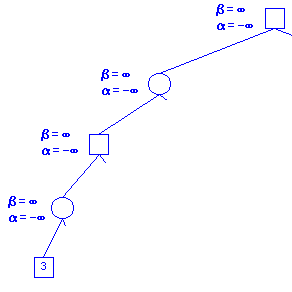 β = ∞
α = −∞
β = ∞
α = −∞
β = ∞
α = −∞
β = ∞
α = −∞
3